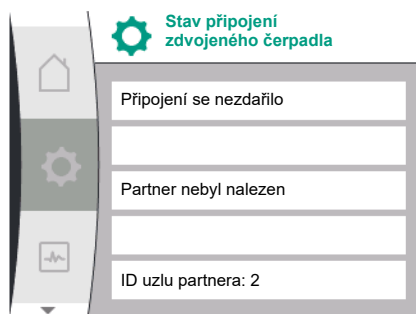 Stav připojení
zdvojeného čerpadla
Připojení se nezdařilo
Partner nebyl nalezen
ID uzlu partnera: 2